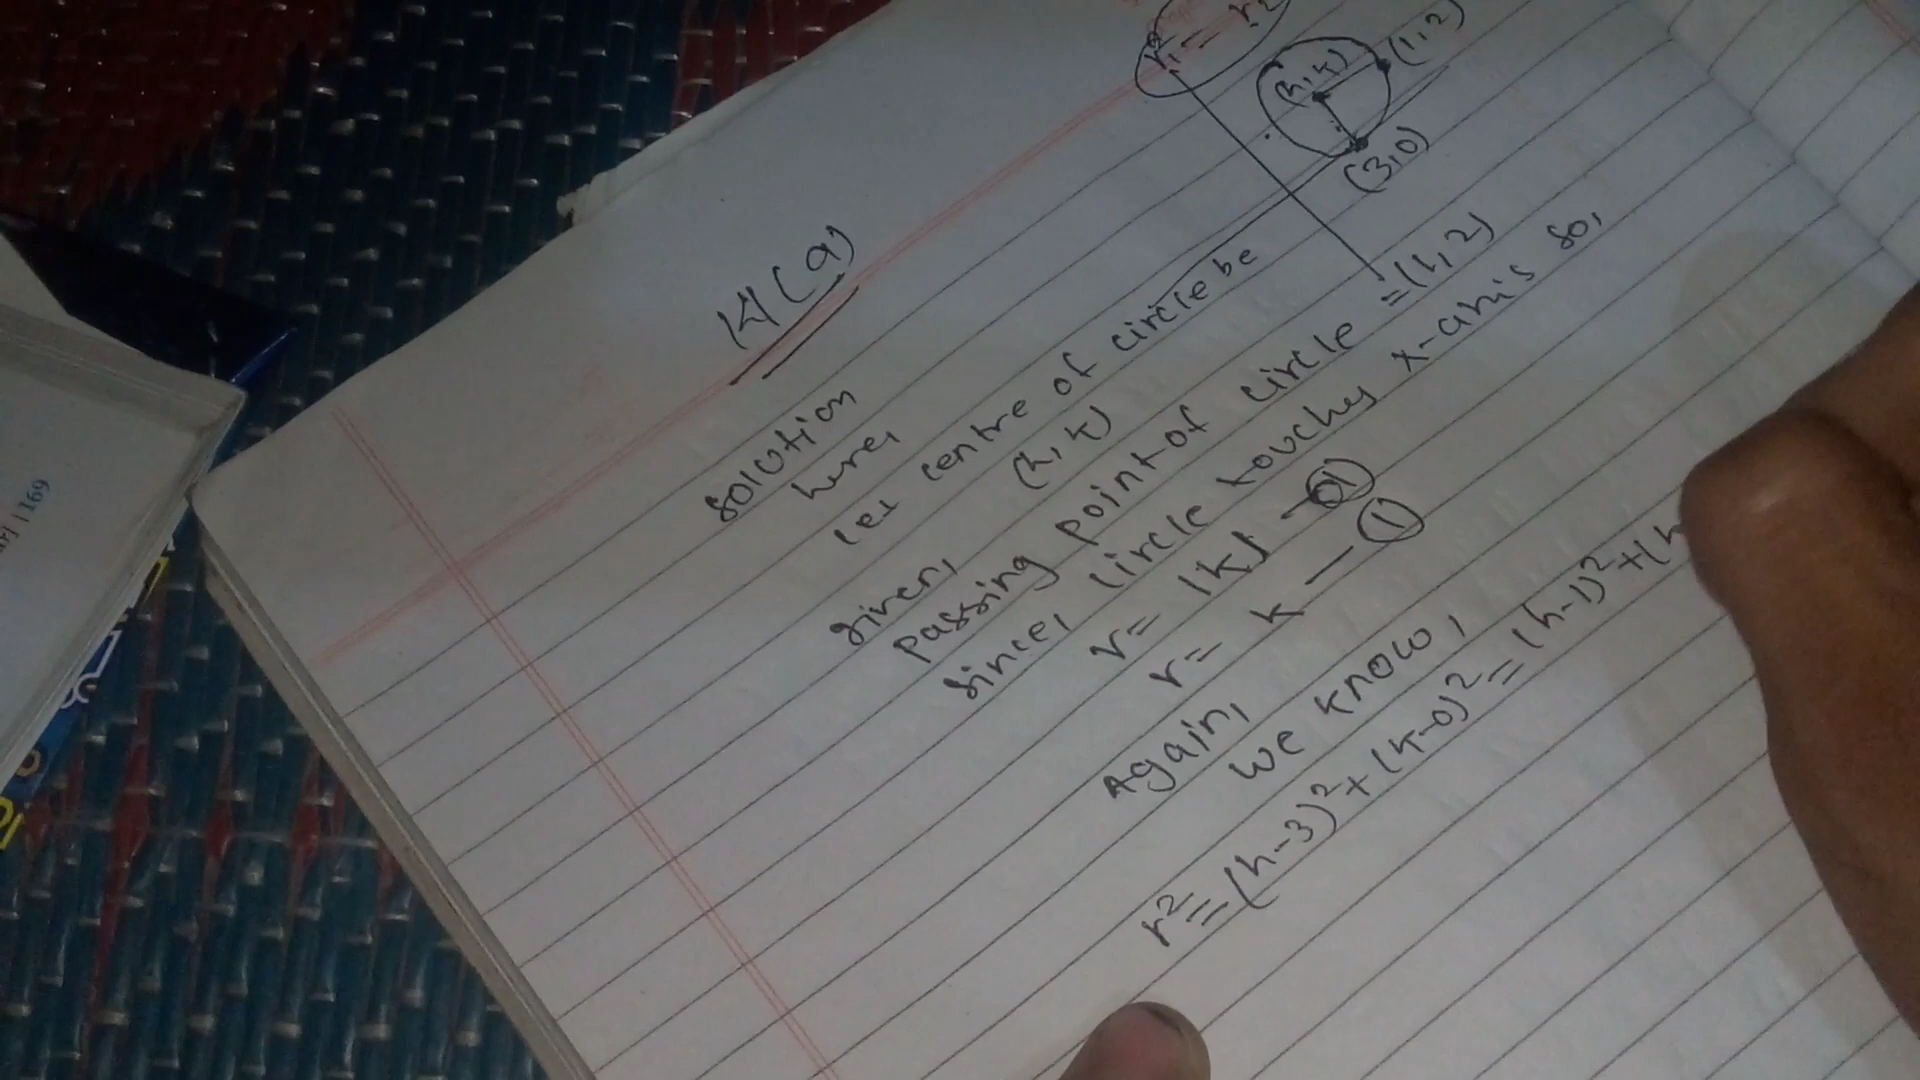 (h,k)
(1,2)
(3,0)
K(a)
solution
here,
let centre of circle be
(h,k)
given,
passing point of circle = (1,2)
since, circle touches x-axis so,
r = |k|
r = k — (1)
Again,
we know,
r²=(h-3)²+(k-0)²=(h-1)²+(k
| 169